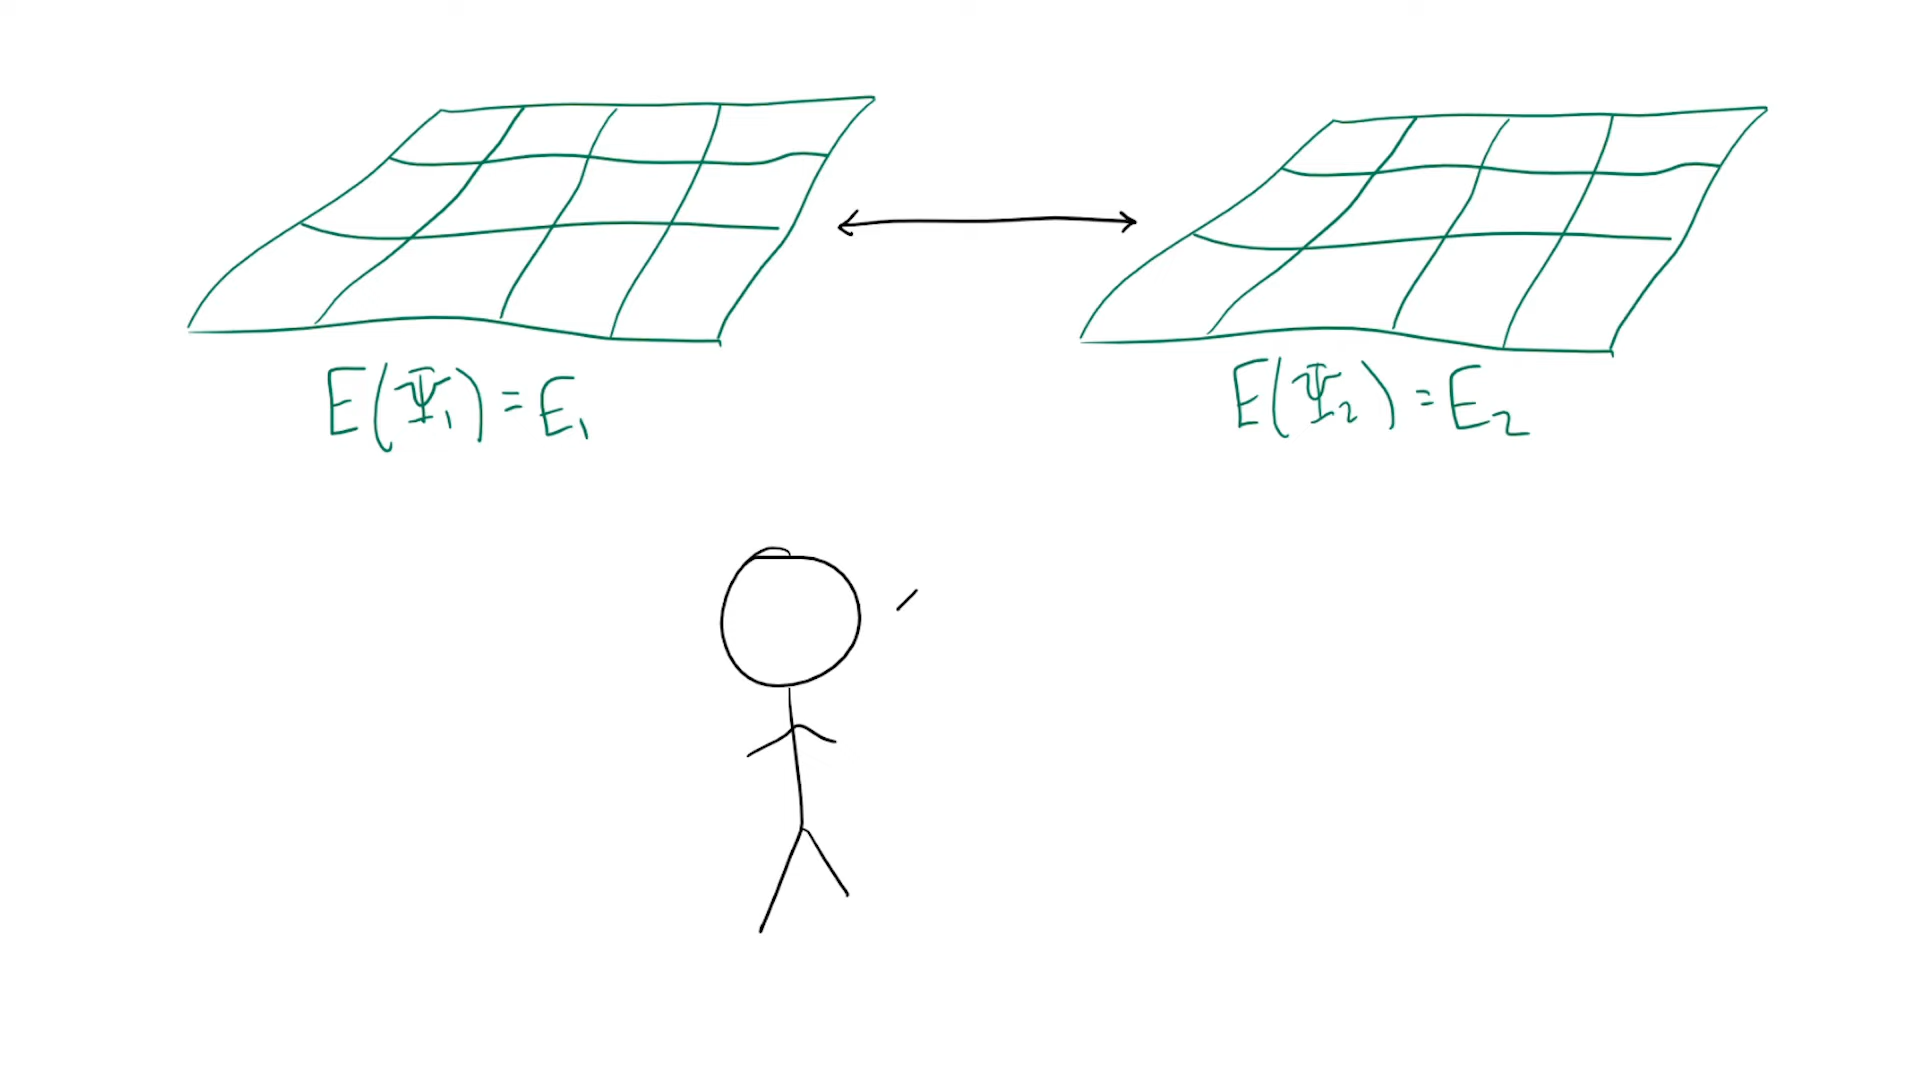 E(Ψ₁) = E₁
E(Ψ₂) = E₂